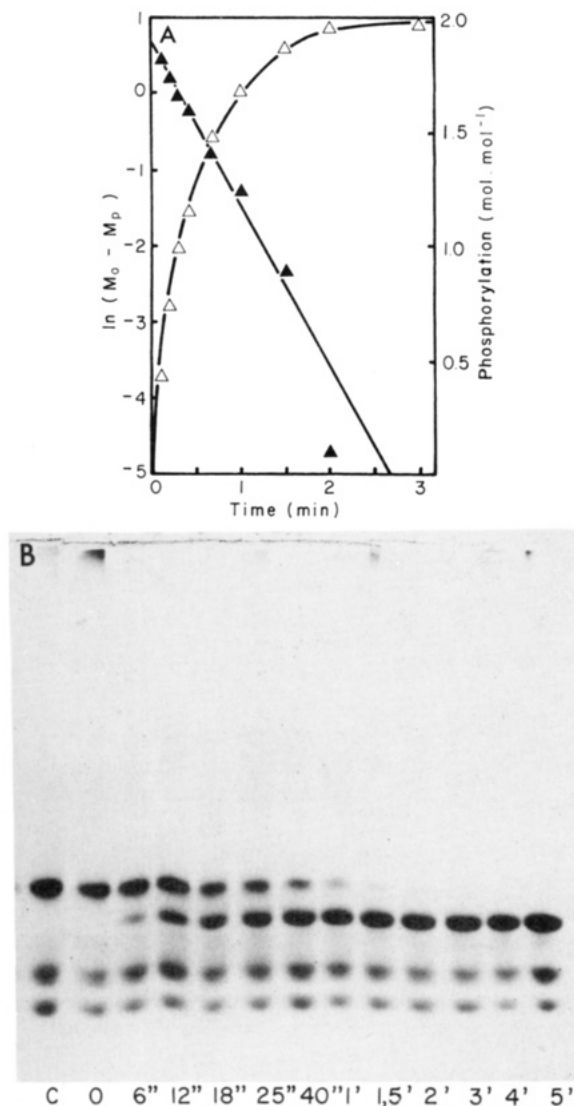 A
1
0
-1
-2
-3
-4
-5
ln (Mo – Mp)
2.0
1.5
1.0
0.5
Phosphorylation (mol. mol⁻¹)
0 1 2 3
Time (min)
B
C 0 6" 12" 18" 25" 40" 1' 1,5' 2' 3' 4' 5'